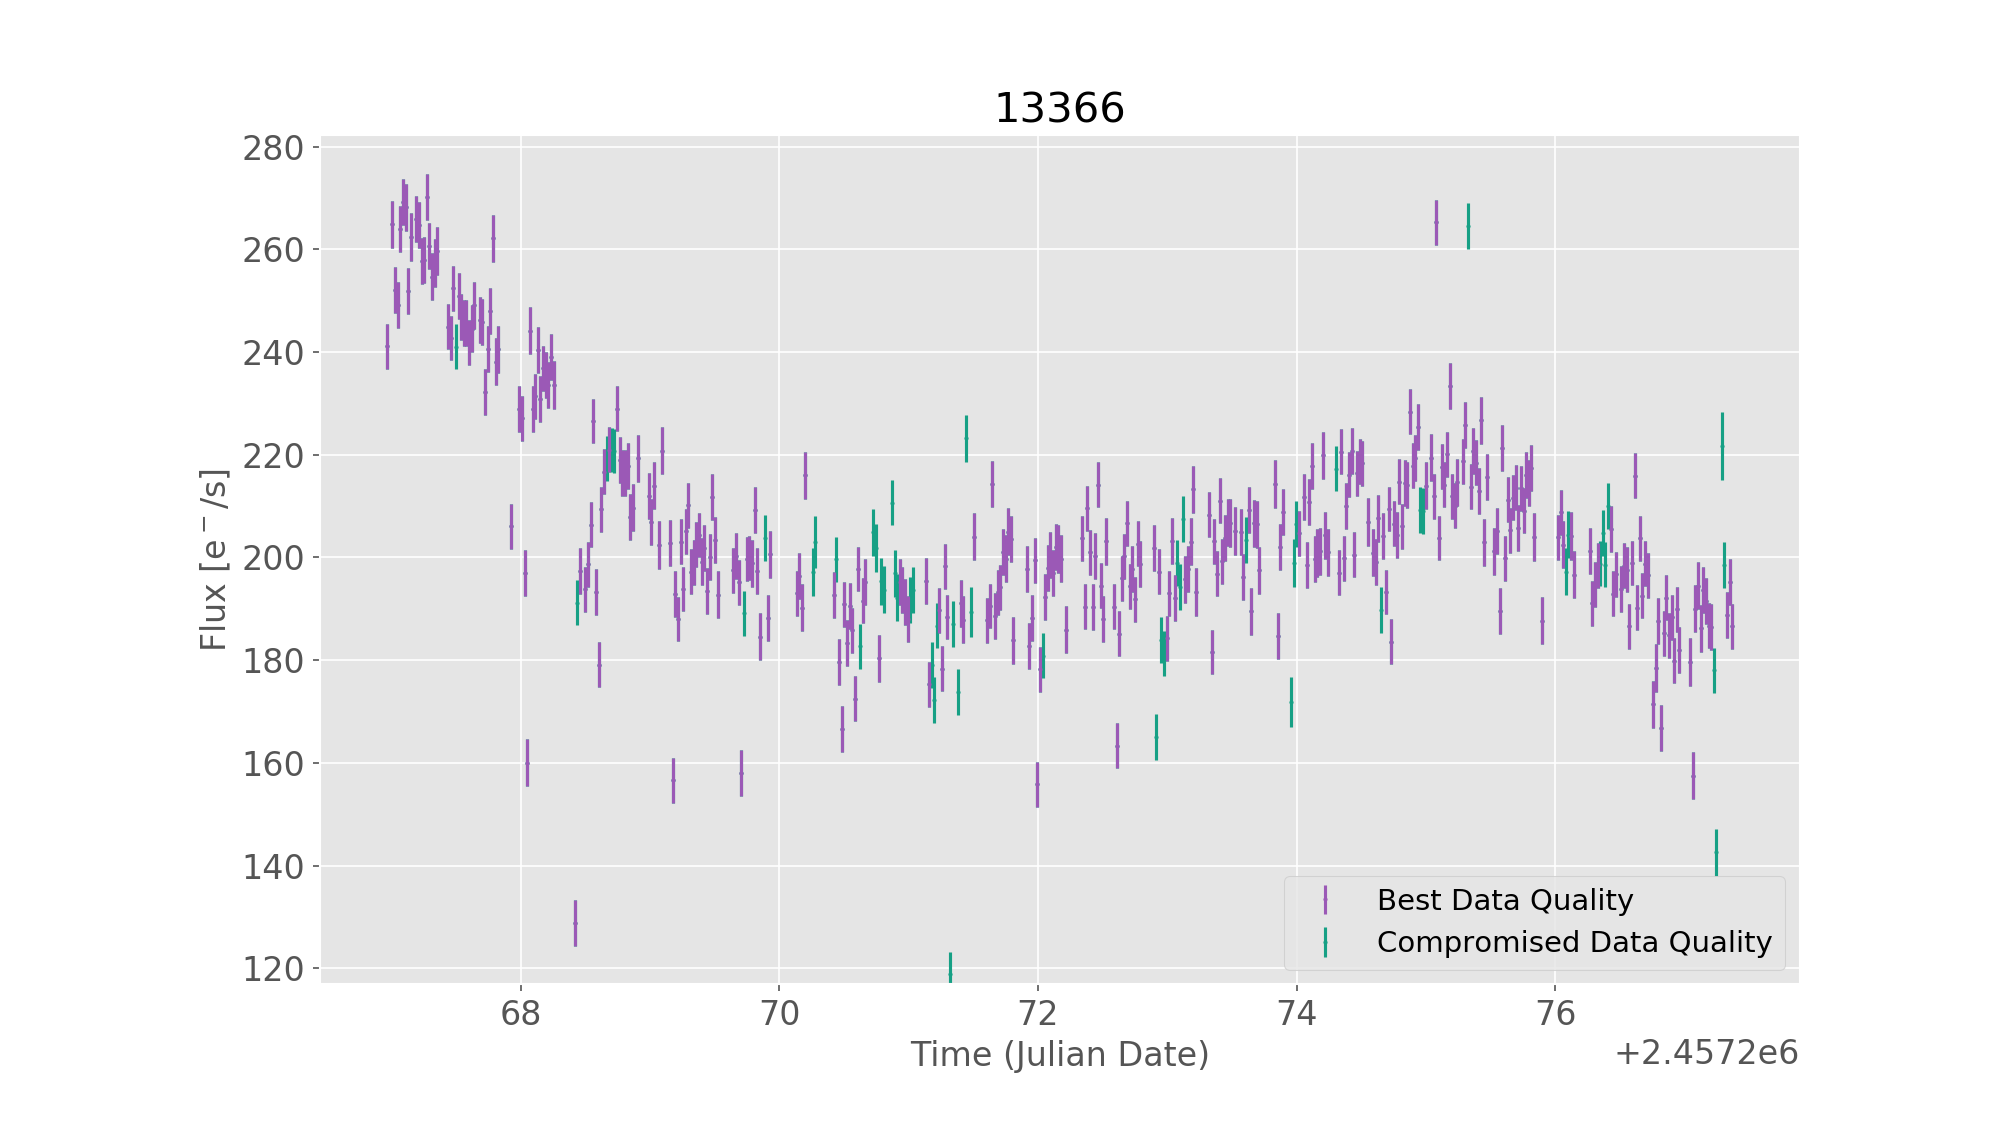 13366
280
260
240
220
200
180
160
140
120
Flux [e⁻/s]
68 70 72 74 76
Time (Julian Date)
+2.4572e6
Best Data Quality
Compromised Data Quality